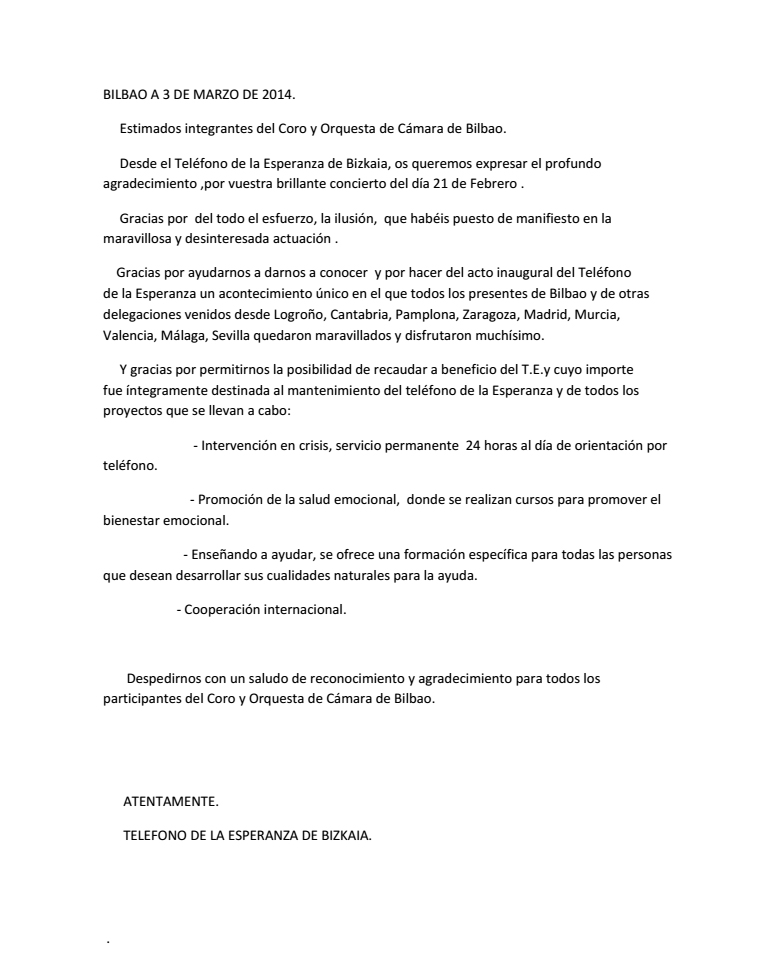 BILBAO A 3 DE MARZO DE 2014.
Estimados integrantes del Coro y Orquesta de Cámara de Bilbao.
Desde el Teléfono de la Esperanza de Bizkaia, os queremos expresar el profundo
agradecimiento ,por vuestra brillante concierto del día 21 de Febrero .
Gracias por  del todo el esfuerzo, la ilusión,  que habéis puesto de manifiesto en la
maravillosa y desinteresada actuación .
Gracias por ayudarnos a darnos a conocer  y por hacer del acto inaugural del Teléfono
de la Esperanza un acontecimiento único en el que todos los presentes de Bilbao y de otras
delegaciones venidos desde Logroño, Cantabria, Pamplona, Zaragoza, Madrid, Murcia,
Valencia, Málaga, Sevilla quedaron maravillados y disfrutaron muchísimo.
Y gracias por permitirnos la posibilidad de recaudar a beneficio del T.E.y cuyo importe
fue íntegramente destinada al mantenimiento del teléfono de la Esperanza y de todos los
proyectos que se llevan a cabo:
- Intervención en crisis, servicio permanente  24 horas al día de orientación por
teléfono.
- Promoción de la salud emocional,  donde se realizan cursos para promover el
bienestar emocional.
- Enseñando a ayudar, se ofrece una formación específica para todas las personas
que desean desarrollar sus cualidades naturales para la ayuda.
- Cooperación internacional.
Despedirnos con un saludo de reconocimiento y agradecimiento para todos los
participantes del Coro y Orquesta de Cámara de Bilbao.
ATENTAMENTE.
TELEFONO DE LA ESPERANZA DE BIZKAIA.
.